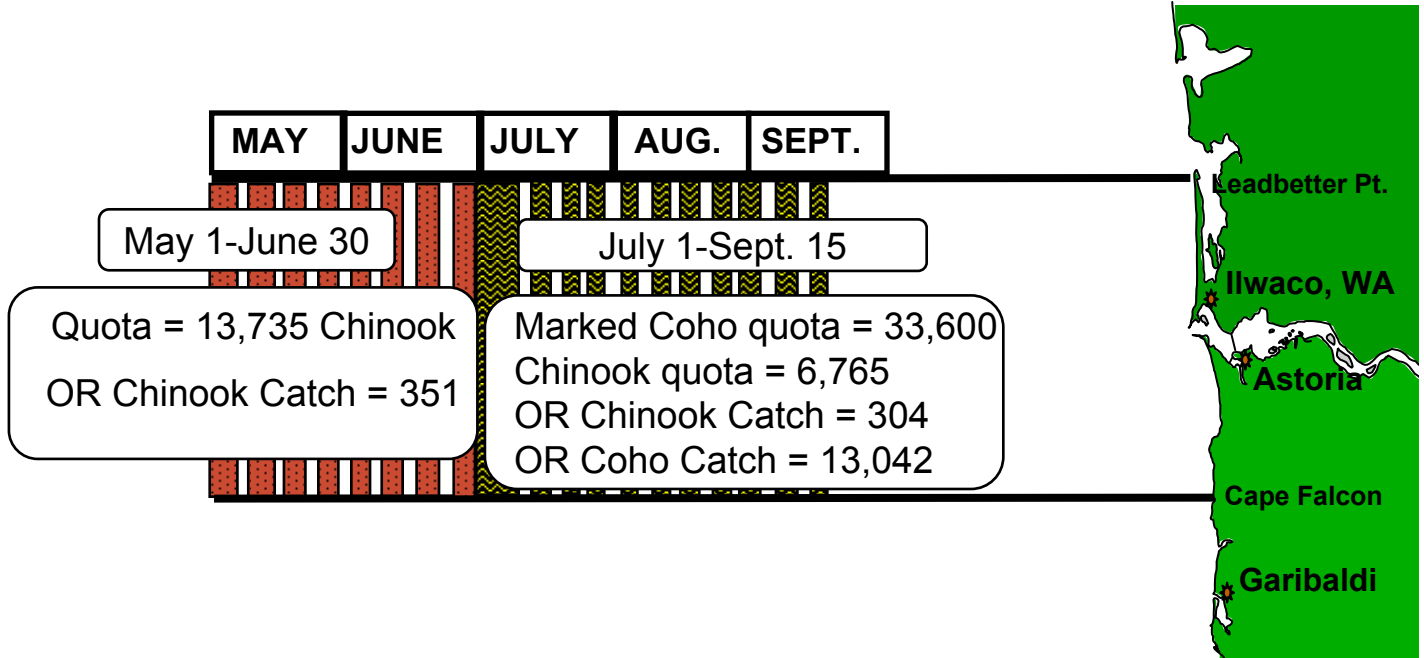 MAY JUNE JULY AUG. SEPT.
Leadbetter Pt.
May 1-June 30
July 1-Sept. 15
Ilwaco, WA
Quota = 13,735 Chinook
OR Chinook Catch = 351
Marked Coho quota = 33,600
Chinook quota = 6,765
OR Chinook Catch = 304
OR Coho Catch = 13,042
Astoria
Cape Falcon
Garibaldi